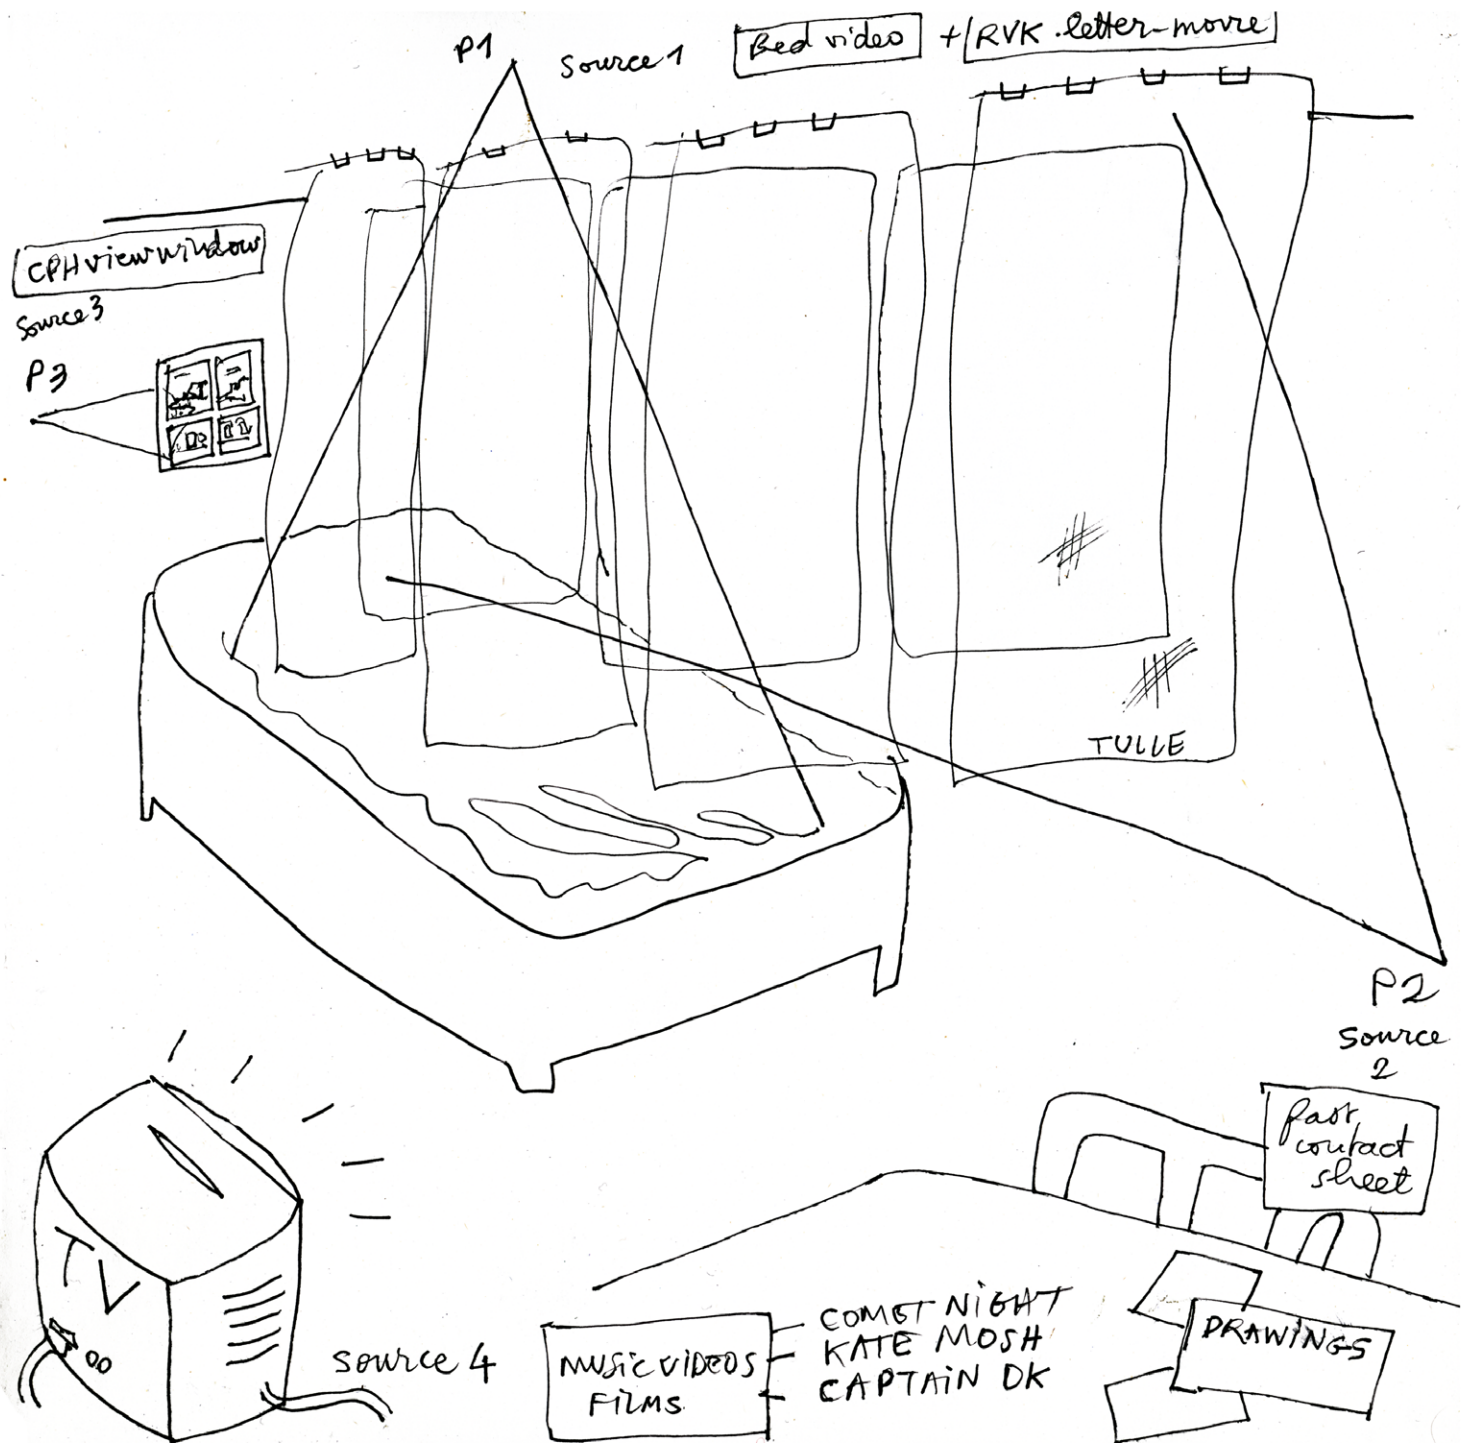 P1
Source 1
Bed video
+ RVK.letter-movie
CPH view window
Source 3
P3
TULLE
P2
Source
2
fast
contact
sheet
TV
Source 4
MUSIC VIDEOS
FILMS
COMET NIGHT
KATE MOSH
CAPTAIN DK
DRAWINGS